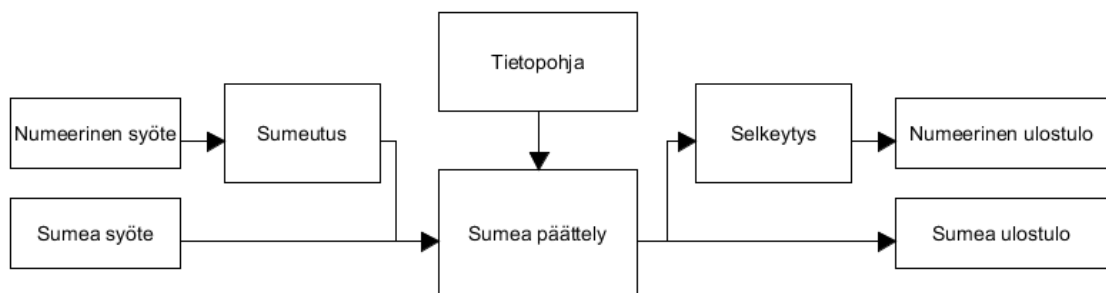 Tietopohja
Numeerinen syöte
Sumeutus
Selkeytys
Numeerinen ulostulo
Sumea syöte
Sumea päättely
Sumea ulostulo